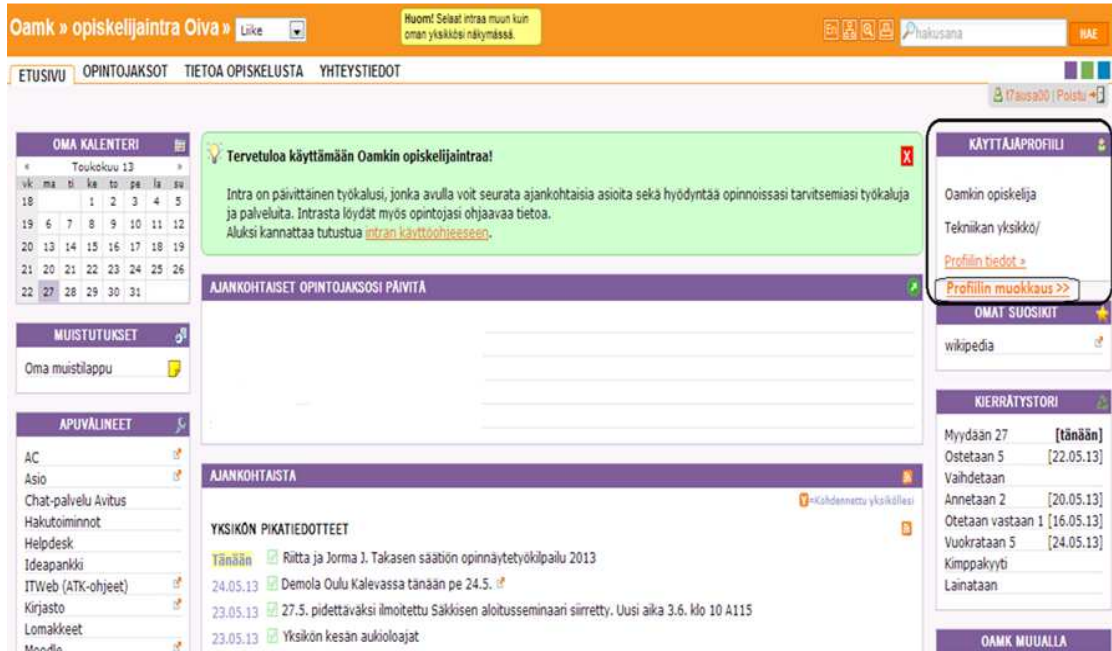 Oamk » opiskelijaintra Oiva » Liike
Huom! Selaat intraa muun kuin
oman yksikkösi näkymässä.
En
hakusana
HAE
ETUSIVU OPINTOJAKSOT TIETOA OPISKELUSTA YHTEYSTIEDOT
t7ausa00 | Poistu
OMA KALENTERI
« Toukokuu 13 »
vk ma ti ke to pe la su
18 1 2 3 4 5
19 6 7 8 9 10 11 12
20 13 14 15 16 17 18 19
21 20 21 22 23 24 25 26
22 27 28 29 30 31
MUISTUTUKSET
Oma muistilappu
APUVÄLINEET
AC
Asio
Chat-palvelu Avitus
Hakutoiminnot
Helpdesk
Ideapankki
ITWeb (ATK-ohjeet)
Kirjasto
Lomakkeet
Moodle
Tervetuloa käyttämään Oamkin opiskelijaintraa!
X
Intra on päivittäinen työkalusi, jonka avulla voit seurata ajankohtaisia asioita sekä hyödyntää opinnoissasi tarvitsemiasi työkaluja
ja palveluita. Intrasta löydät myös opintojasi ohjaavaa tietoa.
Aluksi kannattaa tutustua intran käyttöohjeeseen.
AJANKOHTAISET OPINTOJAKSOSI PÄIVITÄ
AJANKOHTAISTA
Y=Kohdennettu yksiköllesi
YKSIKÖN PIKATIEDOTTEET
Tänään Riitta ja Jorma J. Takasen säätiön opinnäytetyökilpailu 2013
24.05.13 Demola Oulu Kalevassa tänään pe 24.5.
23.05.13 27.5. pidettäväksi ilmoitettu Säkkisen aloitusseminaari siirretty. Uusi aika 3.6. klo 10 A115
23.05.13 Yksikön kesän aukioloajat
KÄYTTÄJÄPROFIILI
Oamkin opiskelija
Tekniikan yksikkö/
Profiilin tiedot »
Profiilin muokkaus >>
OMAT SUOSIKIT
wikipedia
KIERRÄTYSTORI
Myydään 27 [tänään]
Ostetaan 5 [22.05.13]
Vaihdetaan
Annetaan 2 [20.05.13]
Otetaan vastaan 1 [16.05.13]
Vuokrataan 5 [24.05.13]
Kimppakyyti
Lainataan
OAMK MUUALLA